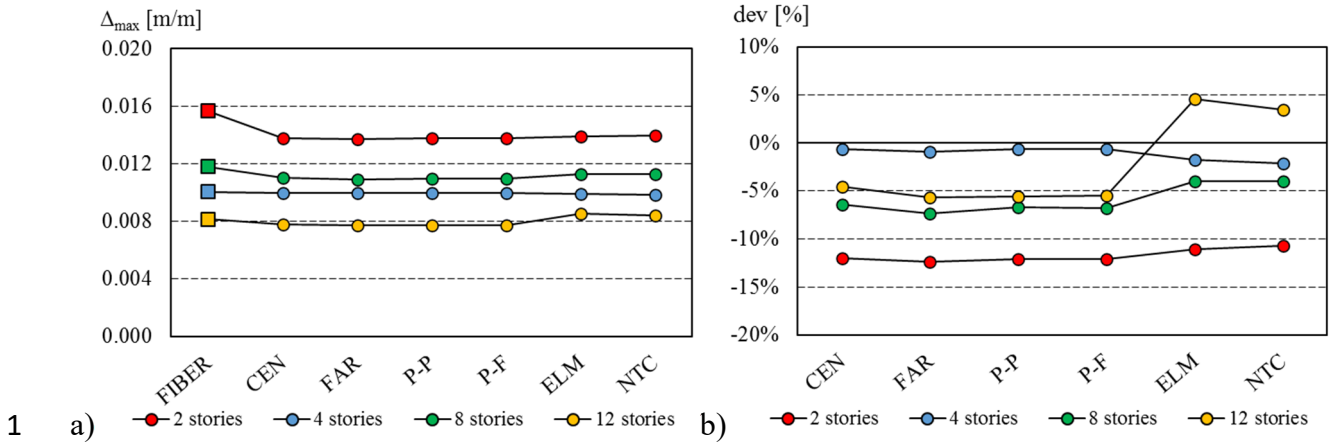 Δmax [m/m]
0.020
0.016
0.012
0.008
0.004
0.000
FIBER CEN FAR P-P P-F ELM NTC
2 stories 4 stories 8 stories 12 stories
1 a)
dev [%]
10%
5%
0%
-5%
-10%
-15%
-20%
CEN FAR P-P P-F ELM NTC
2 stories 4 stories 8 stories 12 stories
b)